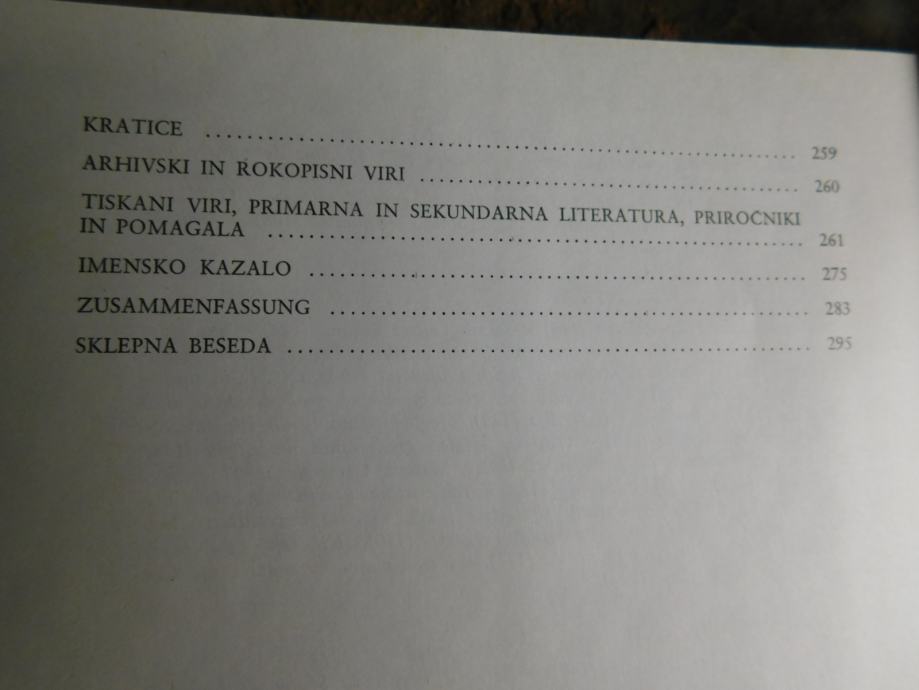 KRATICE ........................................................ 259
ARHIVSKI IN ROKOPISNI VIRI ........................................ 260
TISKANI VIRI, PRIMARNA IN SEKUNDARNA LITERATURA, PRIROČNIKI
IN POMAGALA ........................................................ 261
IMENSKO KAZALO .................................................... 275
ZUSAMMENFASSUNG .................................................. 283
SKLEPNA BESEDA ..................................................... 295